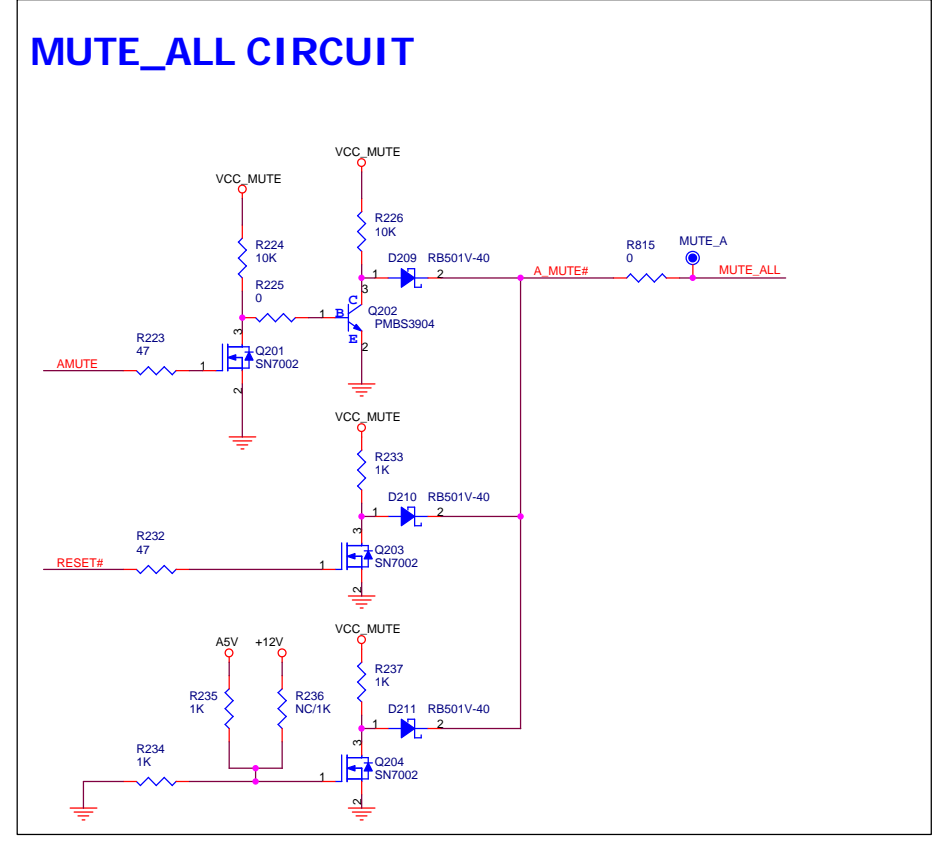 MUTE_ALL CIRCUIT
VCC_MUTE
VCC_MUTE
R226
10K
R224
10K
D209 RB501V-40
1 2
R815
0
MUTE_A
A_MUTE#
MUTE_ALL
R225
0
3
C
1 B
Q202
PMBS3904
E
2
R223
47
3
AMUTE
1
Q201
SN7002
2
VCC_MUTE
R233
1K
D210 RB501V-40
1 2
R232
47
3
RESET#
1
Q203
SN7002
2
VCC_MUTE
A5V +12V
R237
1K
R235
1K
R236
NC/1K
D211 RB501V-40
1 2
R234
1K
3
1
Q204
SN7002
2